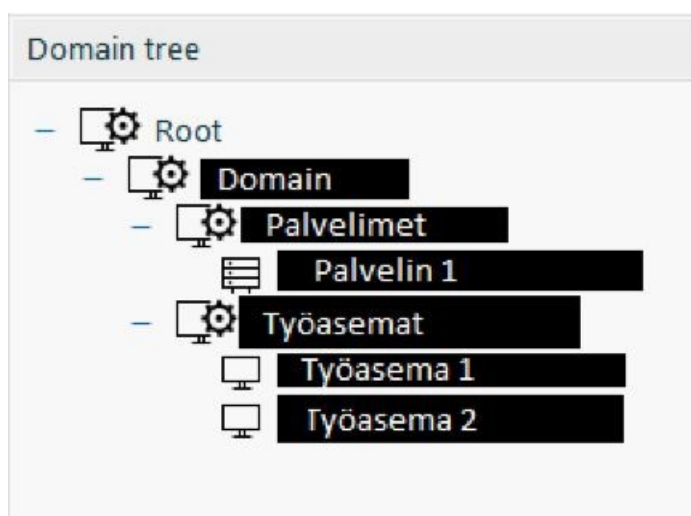 Domain tree
Root
Domain
Palvelimet
Palvelin 1
Työasemat
Työasema 1
Työasema 2